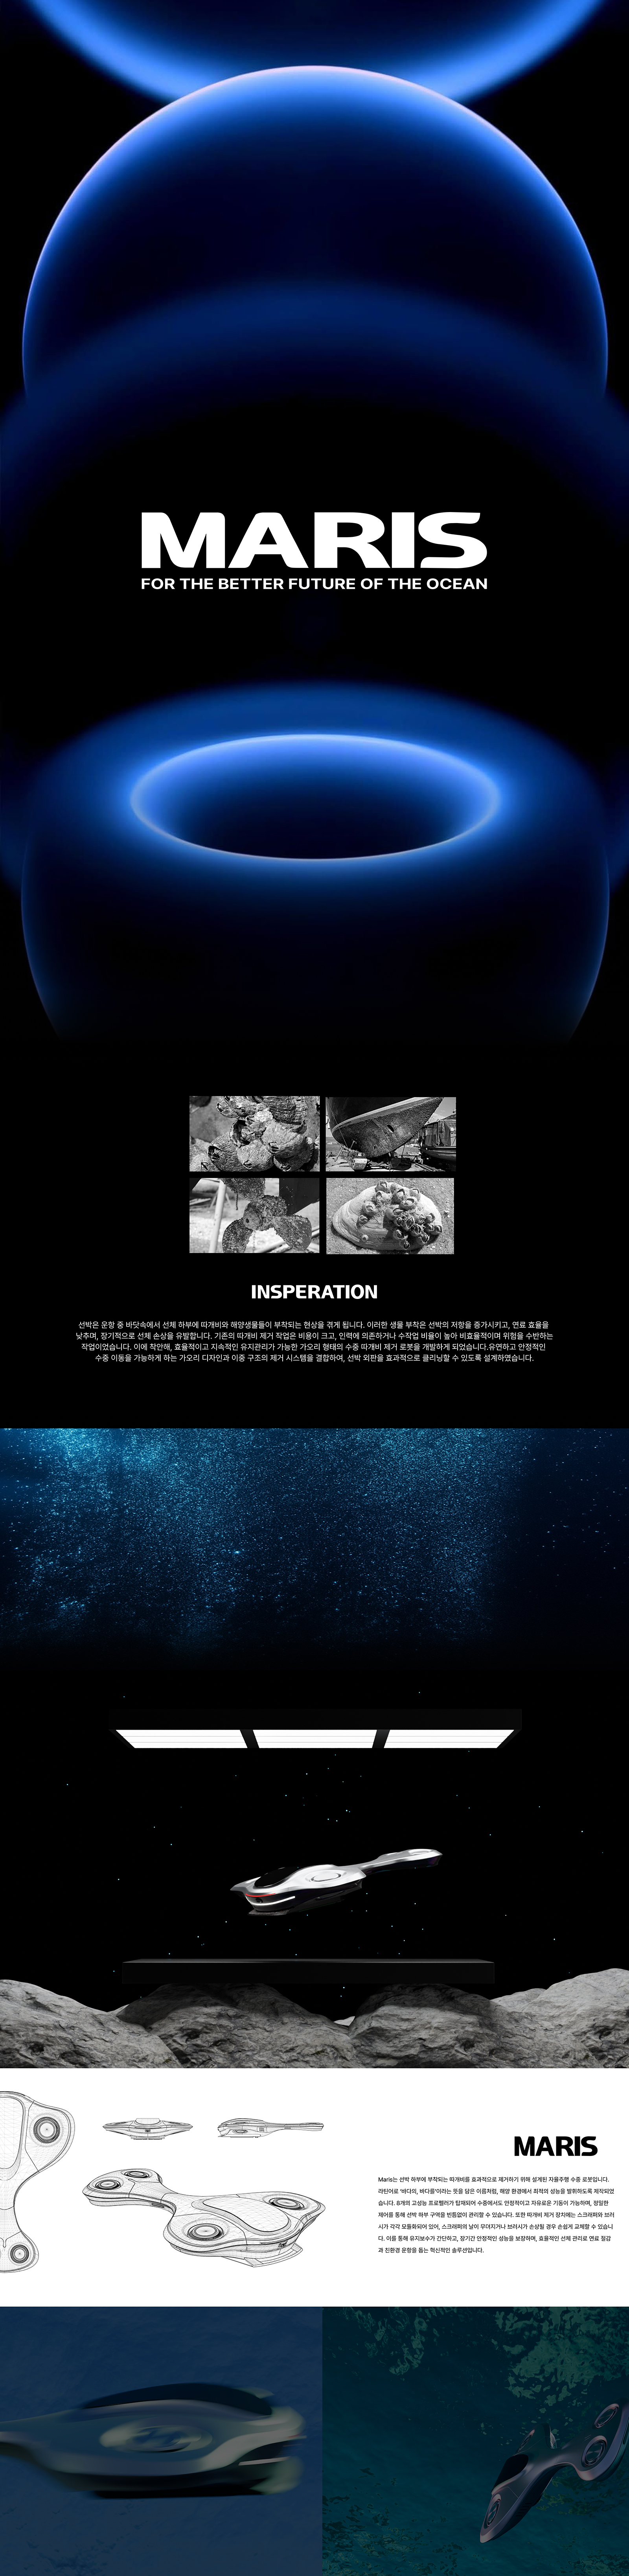 MARIS
FOR THE BETTER FUTURE OF THE OCEAN
INSPERATION
선박은 운항 중 바닷속에서 선체 하부에 따개비와 해양생물들이 부착되는 현상을 겪게 됩니다. 이러한 생물 부착은 선박의 저항을 증가시키고, 연료 효율을
낮추며, 장기적으로 선체 손상을 유발합니다. 기존의 따개비 제거 작업은 비용이 크고, 인력에 의존하거나 수작업 비율이 높아 비효율적이며 위험을 수반하는
작업이었습니다. 이에 착안해, 효율적이고 지속적인 유지관리가 가능한 가오리 형태의 수중 따개비 제거 로봇을 개발하게 되었습니다.유연하고 안정적인
수중 이동을 가능하게 하는 가오리 디자인과 이중 구조의 제거 시스템을 결합하여, 선박 외판을 효과적으로 클리닝할 수 있도록 설계하였습니다.
MARIS
Maris는 선박 하부에 부착되는 따개비를 효과적으로 제거하기 위해 설계된 자율주행 수중 로봇입니다.
라틴어로 '바다의, 바다를'이라는 뜻을 담은 이름처럼, 해양 환경에서 최적의 성능을 발휘하도록 제작되었
습니다. 8개의 고성능 프로펠러가 탑재되어 수중에서도 안정적이고 자유로운 기동이 가능하며, 정밀한
제어를 통해 선박 하부 구역을 빈틈없이 관리할 수 있습니다. 또한 따개비 제거 장치에는 스크래퍼와 브러
시가 각각 모듈화되어 있어, 스크래퍼의 날이 무뎌지거나 브러시가 손상될 경우 손쉽게 교체할 수 있습니
다. 이를 통해 유지보수가 간단하고, 장기간 안정적인 성능을 보장하며, 효율적인 선체 관리로 연료 절감
과 친환경 운항을 돕는 혁신적인 솔루션입니다.